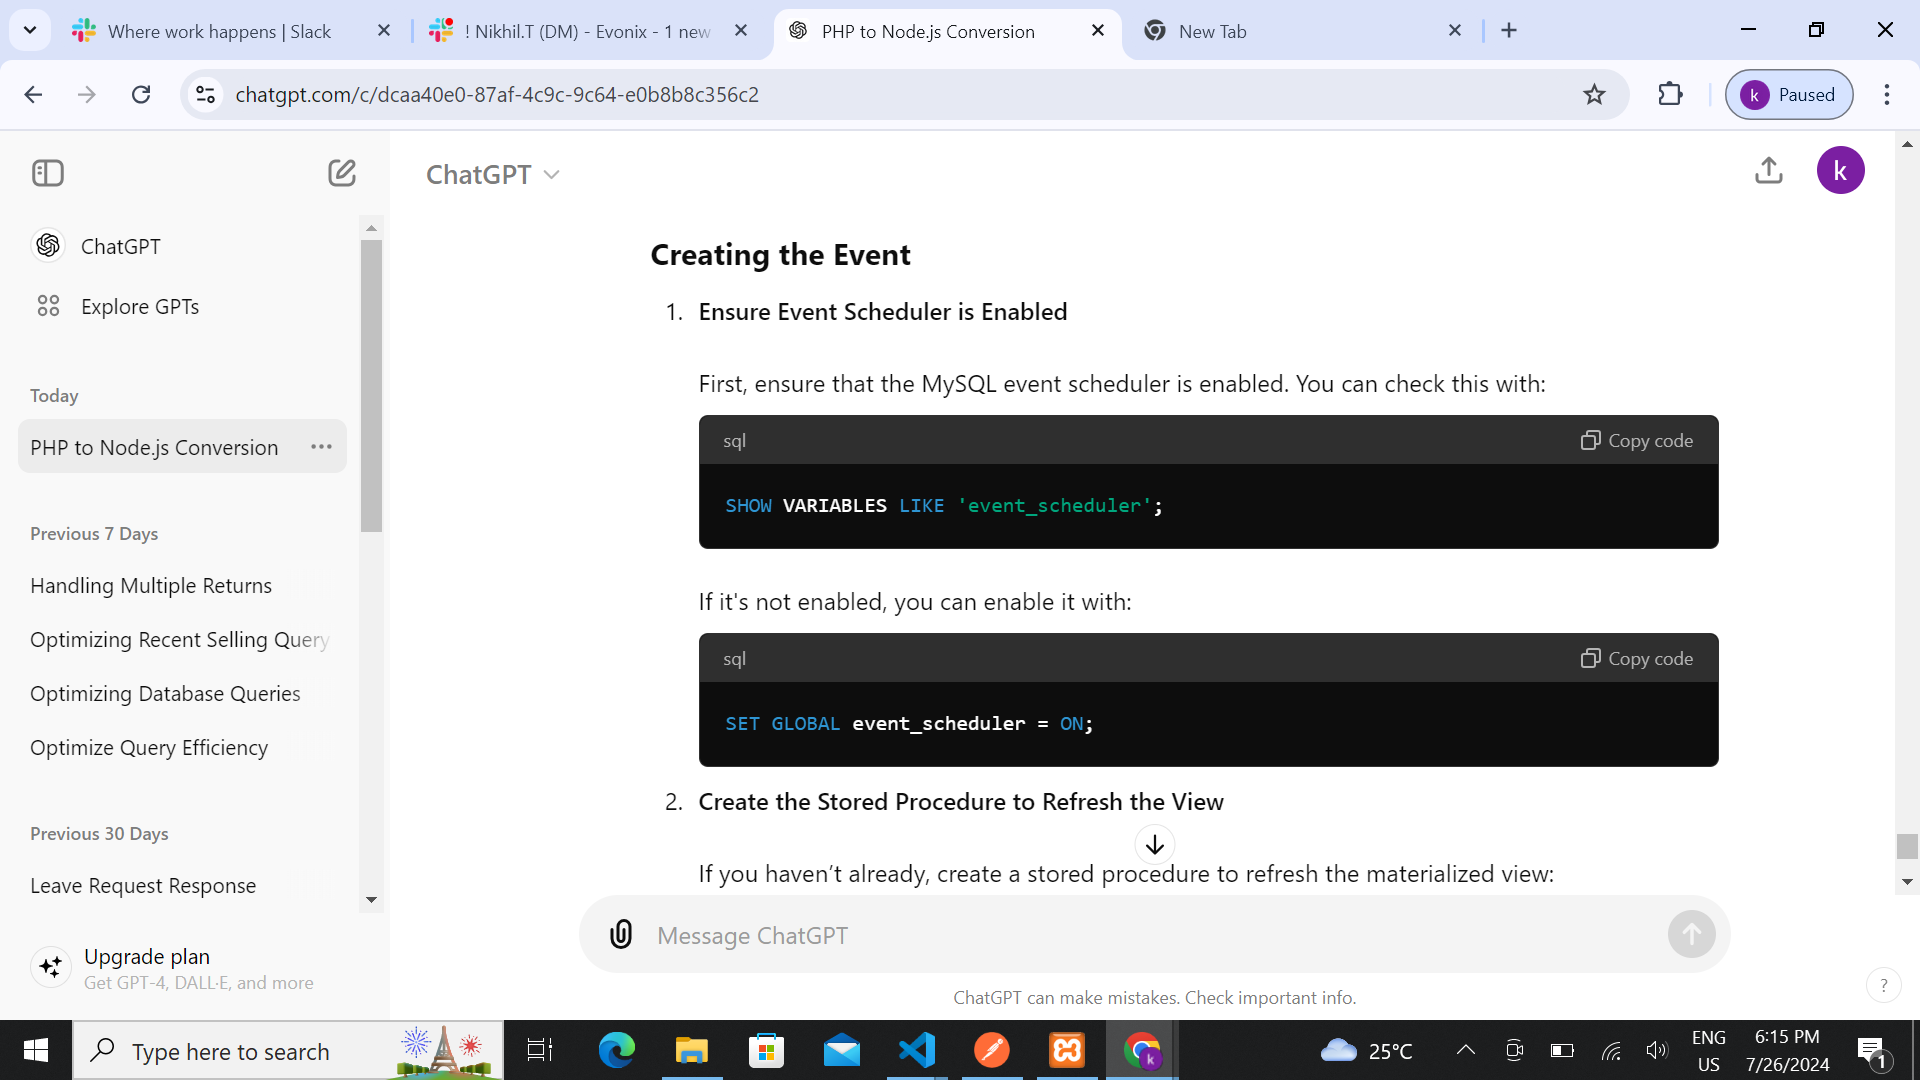 Where work happens | Slack
! Nikhil.T (DM) - Evonix - 1 new
PHP to Node.js Conversion
New Tab
chatgpt.com/c/dcaa40e0-87af-4c9c-9c64-e0b8b8c356c2
k
Paused
ChatGPT
Explore GPTs
Today
PHP to Node.js Conversion
Previous 7 Days
Handling Multiple Returns
Optimizing Recent Selling Query
Optimizing Database Queries
Optimize Query Efficiency
Previous 30 Days
Leave Request Response
Upgrade plan
Get GPT-4, DALL·E, and more
ChatGPT
k
Creating the Event
1. Ensure Event Scheduler is Enabled
First, ensure that the MySQL event scheduler is enabled. You can check this with:
sql
Copy code
SHOW VARIABLES LIKE 'event_scheduler';
If it's not enabled, you can enable it with:
sql
Copy code
SET GLOBAL event_scheduler = ON;
2. Create the Stored Procedure to Refresh the View
If you haven’t already, create a stored procedure to refresh the materialized view:
Message ChatGPT
ChatGPT can make mistakes. Check important info.
?
Type here to search
k
25°C
ENG
US
6:15 PM
7/26/2024
1